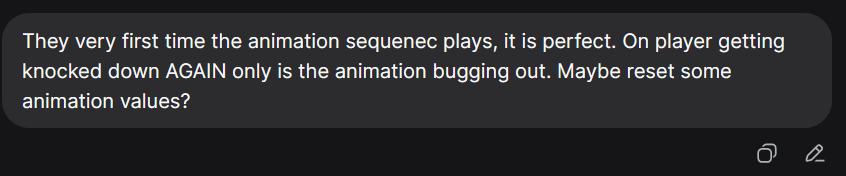 They very first time the animation sequenec plays, it is perfect. On player getting
knocked down AGAIN only is the animation bugging out. Maybe reset some
animation values?